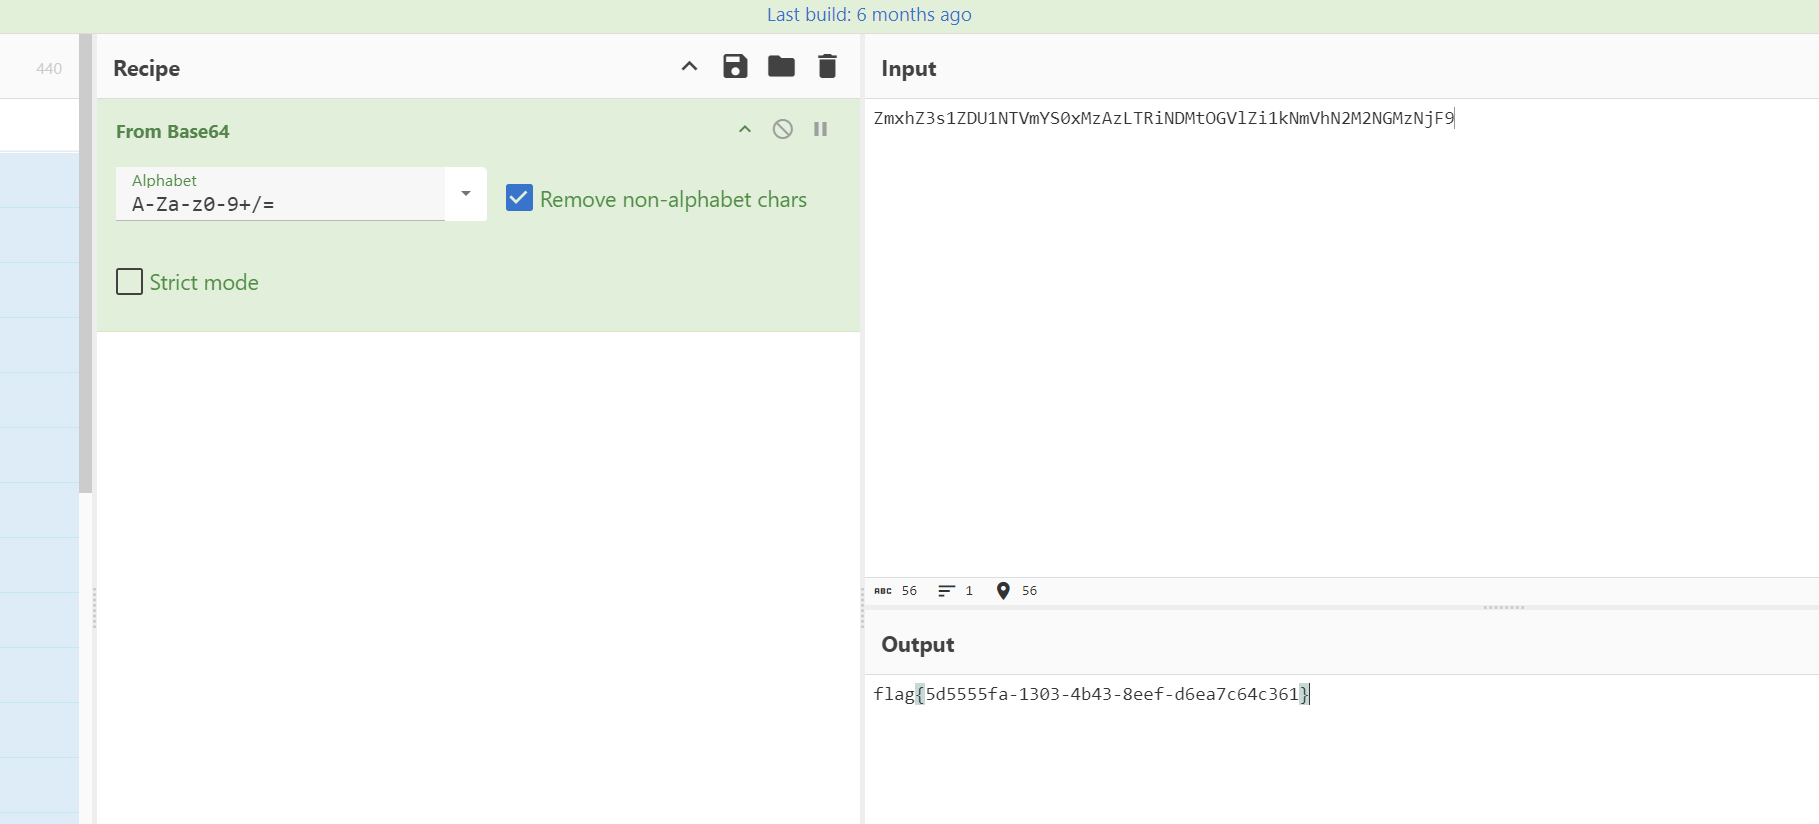 Last build: 6 months ago
440
Recipe
From Base64
Alphabet
A-Za-z0-9+/=
Remove non-alphabet chars
Strict mode
Input
ZmxhZ3s1ZDU1NTVmYS0xMzAzLTRiNDMtOGVlZi1kNmVhN2M2NGMzNjF9
ABC 56 1 56
Output
flag{5d5555fa-1303-4b43-8eef-d6ea7c64c361}